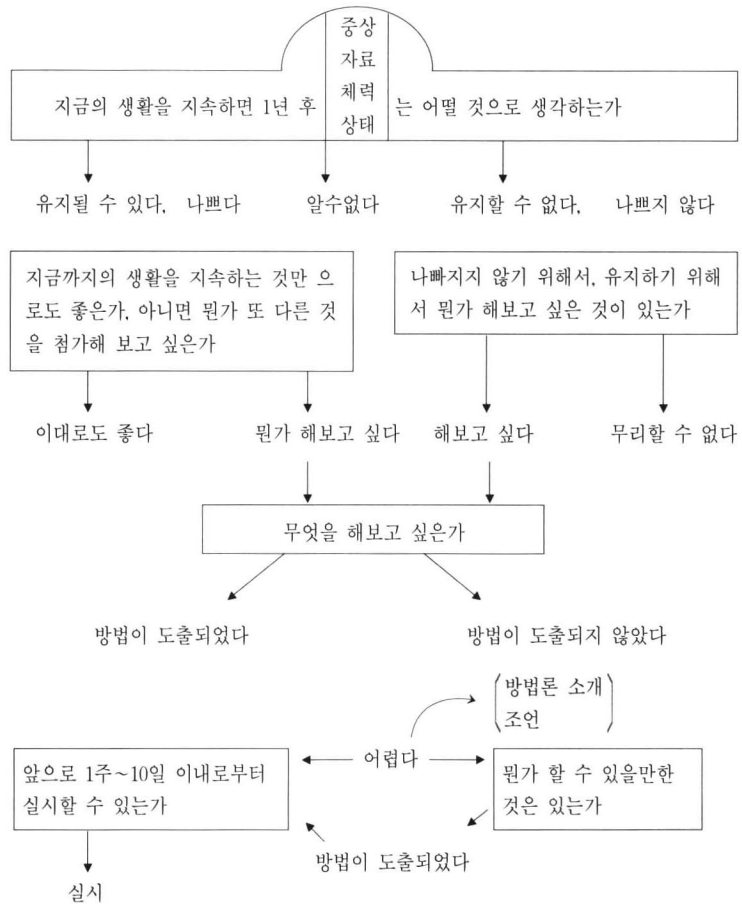 중상
자료
체력
상태
지금의 생활을 지속하면 1년 후
는 어떨 것으로 생각하는가
유지될 수 있다, 나쁘다
알수없다
유지할 수 없다, 나쁘지 않다
지금까지의 생활을 지속하는 것만 으
로도 좋은가, 아니면 뭔가 또 다른 것
을 첨가해 보고 싶은가
나빠지지 않기 위해서, 유지하기 위해
서 뭔가 해보고 싶은 것이 있는가
이대로도 좋다
뭔가 해보고 싶다
해보고 싶다
무리할 수 없다
무엇을 해보고 싶은가
방법이 도출되었다
방법이 도출되지 않았다
(방법론 소개)
(조언)
어렵다
앞으로 1주~10일 이내로부터
실시할 수 있는가
뭔가 할 수 있을만한
것은 있는가
방법이 도출되었다
실시